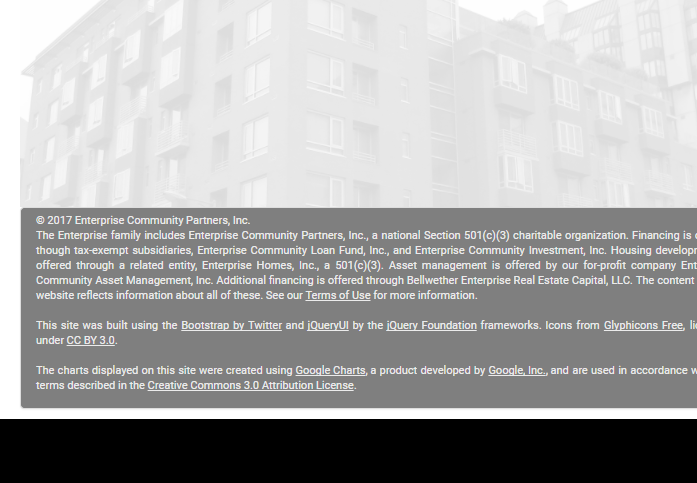 © 2017 Enterprise Community Partners, Inc.
The Enterprise family includes Enterprise Community Partners, Inc., a national Section 501(c)(3) charitable organization. Financing is
though tax-exempt subsidiaries, Enterprise Community Loan Fund, Inc., and Enterprise Community Investment, Inc. Housing developr
offered through a related entity, Enterprise Homes, Inc., a 501(c)(3). Asset management is offered by our for-profit company Ent
Community Asset Management, Inc. Additional financing is offered through Bellwether Enterprise Real Estate Capital, LLC. The content
website reflects information about all of these. See our Terms of Use for more information.
This site was built using the Bootstrap by Twitter and jQueryUI by the jQuery Foundation frameworks. Icons from Glyphicons Free, li
under CC BY 3.0.
The charts displayed on this site were created using Google Charts, a product developed by Google, Inc., and are used in accordance w
terms described in the Creative Commons 3.0 Attribution License.